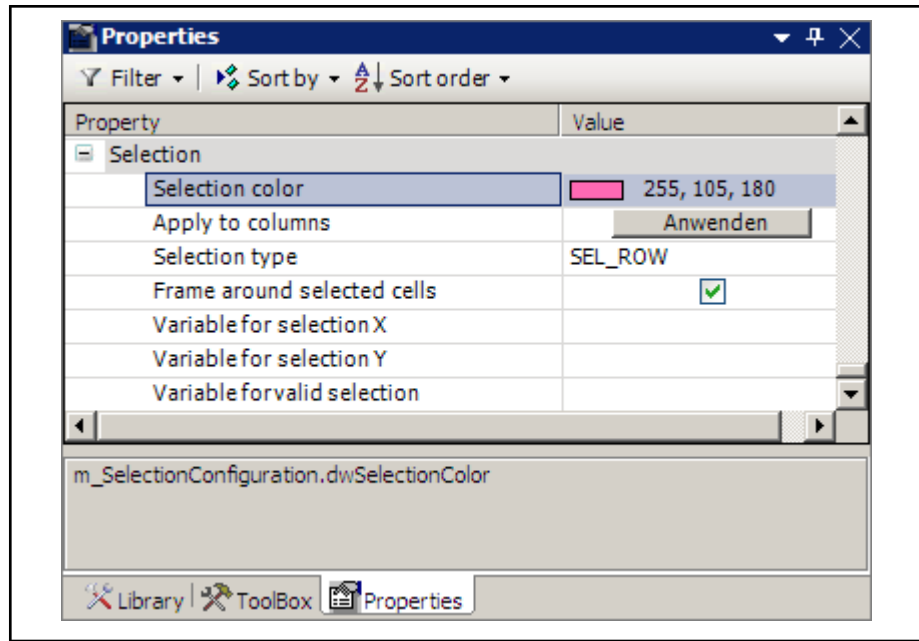 Properties
Filter Sort by A Z Sort order
Property Value
Selection
Selection color 255, 105, 180
Apply to columns Anwenden
Selection type SEL_ROW
Frame around selected cells
Variable for selection X
Variable for selection Y
Variable for valid selection
m_SelectionConfiguration.dwSelectionColor
Library ToolBox Properties